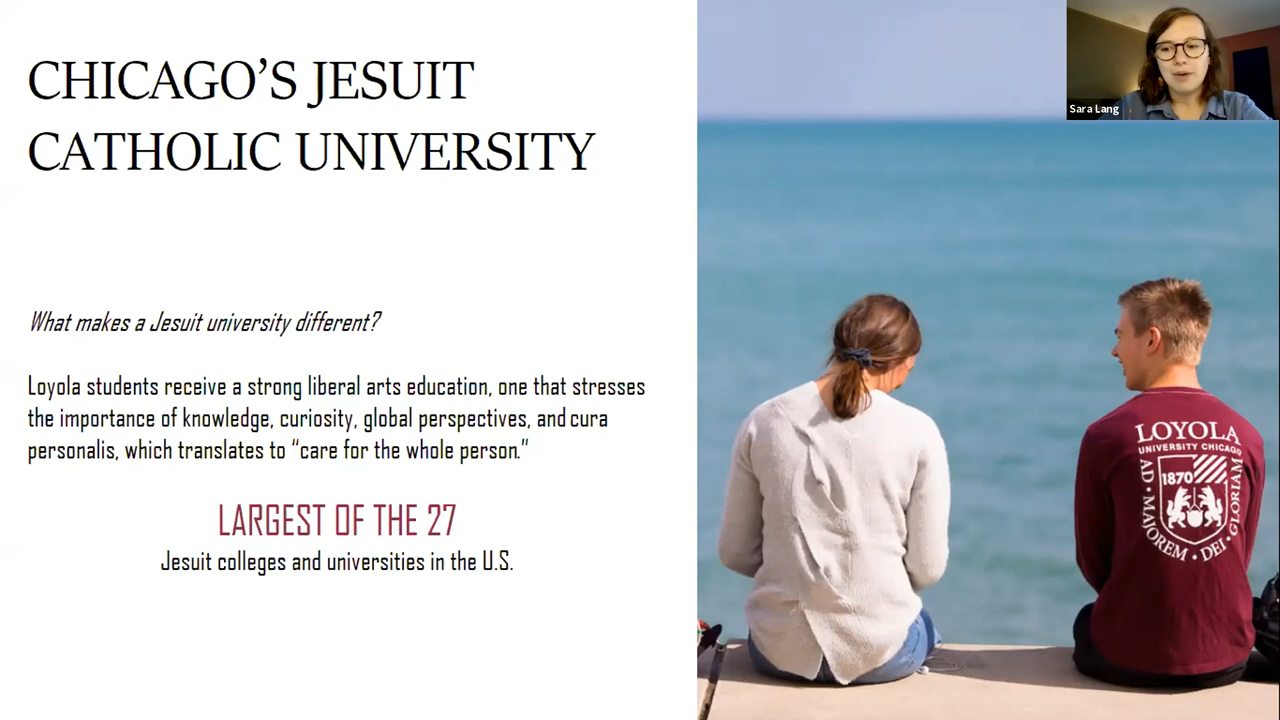 CHICAGO’S JESUIT
CATHOLIC UNIVERSITY
Sara Lang
What makes a Jesuit university different?
Loyola students receive a strong liberal arts education, one that stresses
the importance of knowledge, curiosity, global perspectives, and cura
personalis, which translates to “care for the whole person.”
LARGEST OF THE 27
Jesuit colleges and universities in the U.S.
LOYOLA
UNIVERSITY CHICAGO
1870
AD • MAJOREM • DEI • GLORIAM